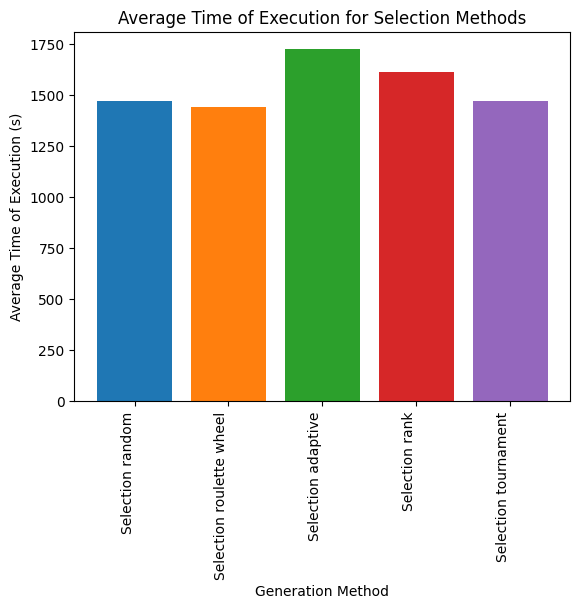 Average Time of Execution for Selection Methods
Average Time of Execution (s)
1750
1500
1250
1000
750
500
250
0
Selection random
Selection roulette wheel
Selection adaptive
Selection rank
Selection tournament
Generation Method